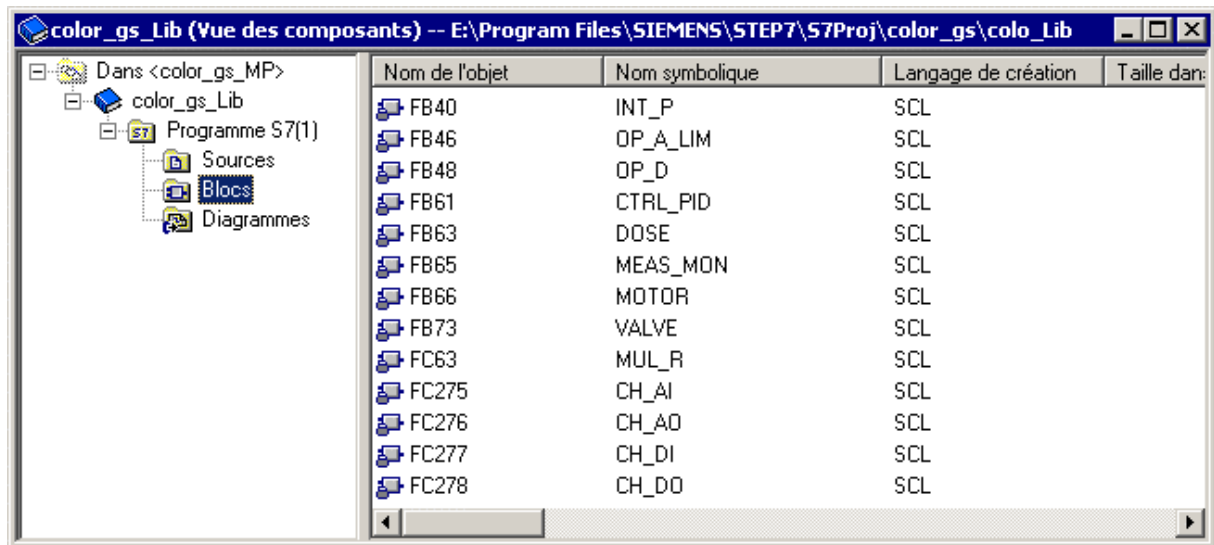 color_gs_Lib (Vue des composants) -- E:\Program Files\SIEMENS\STEP7\S7Proj\color_gs\colo_Lib
Dans <color_gs_MP>
color_gs_Lib
Programme S7(1)
Sources
Blocs
Diagrammes
Nom de l'objet Nom symbolique Langage de création Taille dans
FB40 INT_P SCL
FB46 OP_A_LIM SCL
FB48 OP_D SCL
FB61 CTRL_PID SCL
FB63 DOSE SCL
FB65 MEAS_MON SCL
FB66 MOTOR SCL
FB73 VALVE SCL
FC63 MUL_R SCL
FC275 CH_AI SCL
FC276 CH_AO SCL
FC277 CH_DI SCL
FC278 CH_DO SCL